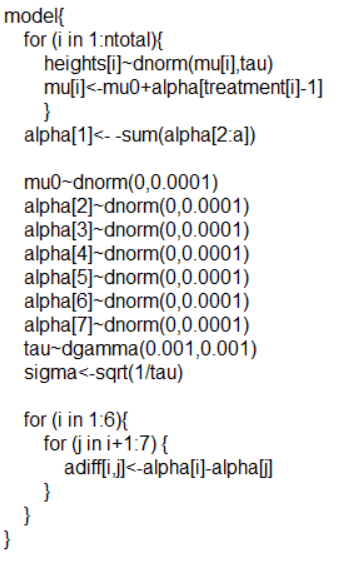 model{
for (i in 1:ntotal){
heights[i]~dnorm(mu[i],tau)
mu[i]<-mu0+alpha[treatment[i]-1]
}
alpha[1]<- -sum(alpha[2:a])
mu0~dnorm(0,0.0001)
alpha[2]~dnorm(0,0.0001)
alpha[3]~dnorm(0,0.0001)
alpha[4]~dnorm(0,0.0001)
alpha[5]~dnorm(0,0.0001)
alpha[6]~dnorm(0,0.0001)
alpha[7]~dnorm(0,0.0001)
tau~dgamma(0.001,0.001)
sigma<-sqrt(1/tau)
for (i in 1:6){
for (j in i+1:7) {
adiff[i,j]<-alpha[i]-alpha[j]
}
}
}